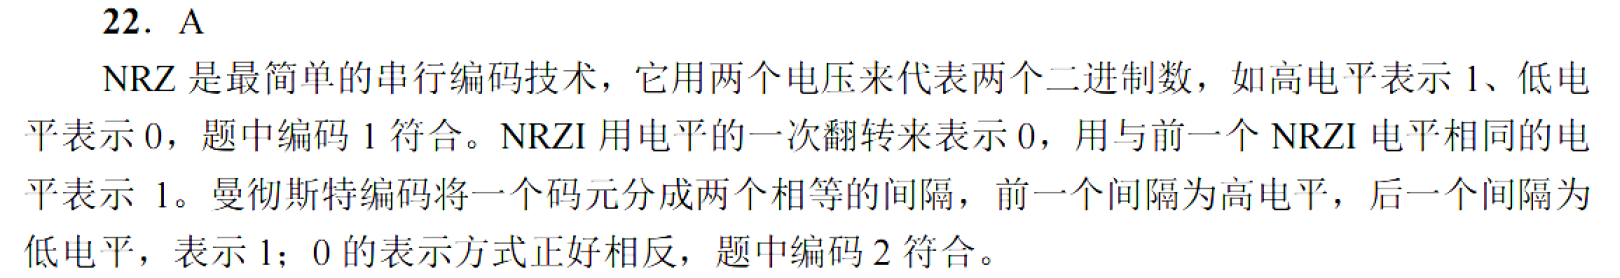 22. A
NRZ 是最简单的串行编码技术，它用两个电压来代表两个二进制数，如高电平表示 1、低电
平表示 0，题中编码 1 符合。NRZI 用电平的一次翻转来表示 0，用与前一个 NRZI 电平相同的电
平表示 1。曼彻斯特编码将一个码元分成两个相等的间隔，前一个间隔为高电平，后一个间隔为
低电平，表示 1；0 的表示方式正好相反，题中编码 2 符合。